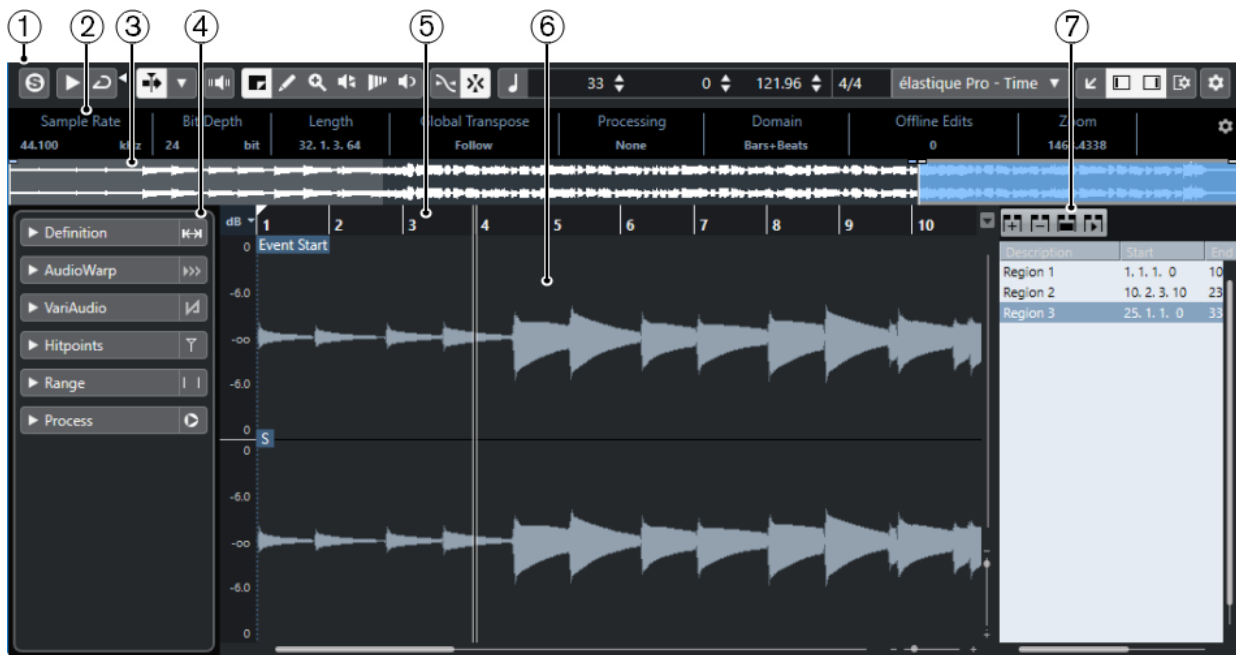 1 2 3 4 5 6 7
S 33 0 121.96 4/4 élastique Pro - Time
Sample Rate Bit Depth Length Global Transpose Processing Domain Offline Edits Zoom
44.100 24 bit 32. 1. 3. 64 Follow None Bars+Beats 0
dB 1 2 3 4 5 6 7 8 9 10
Definition
AudioWarp
VariAudio
Hitpoints
Range
Process
0 Event Start
-6.0
-oo
-6.0
0
S
0
-6.0
-oo
-6.0
0
Description Start End
Region 1 1. 1. 1. 0 10
Region 2 10. 2. 3. 10 23
Region 3 25. 1. 1. 0 33